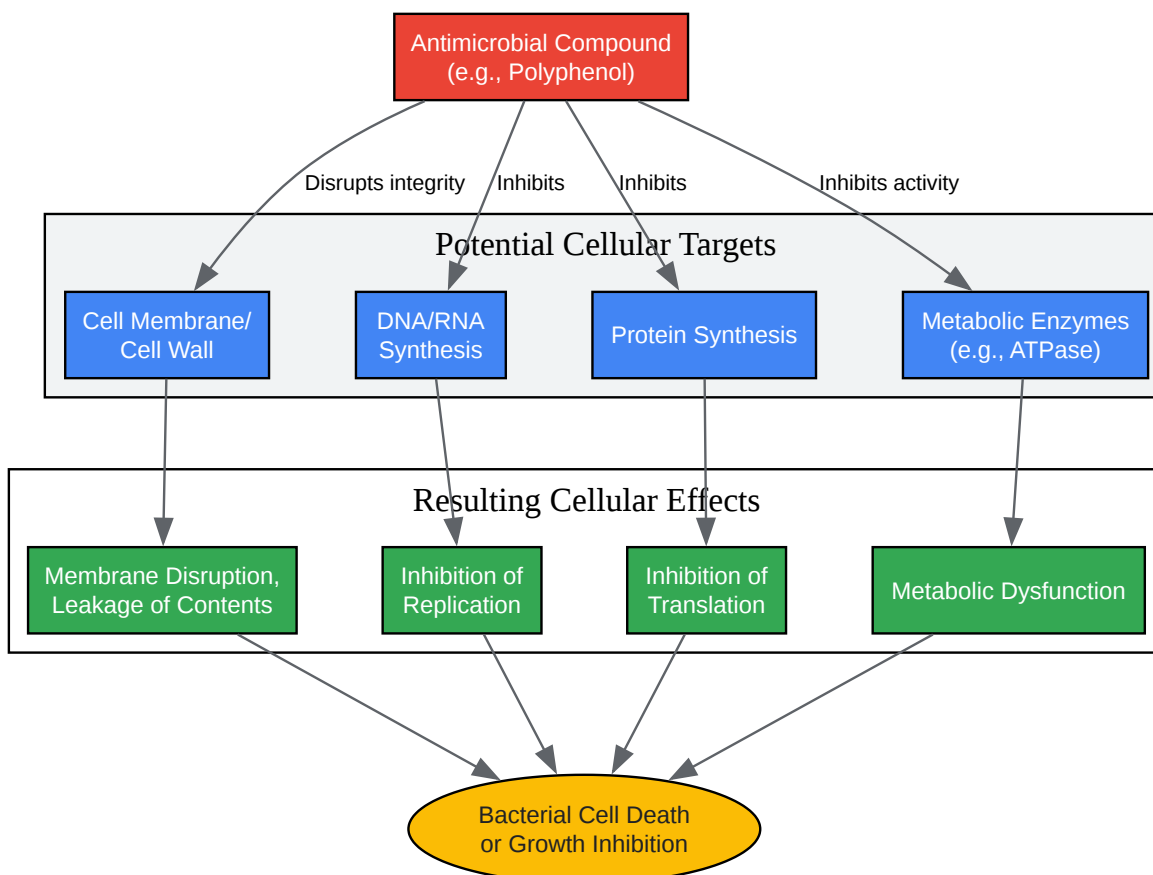 Antimicrobial Compound
(e.g., Polyphenol)
Disrupts integrity
Inhibits
Inhibits
Inhibits activity
Potential Cellular Targets
Cell Membrane/
Cell Wall
DNA/RNA
Synthesis
Protein Synthesis
Metabolic Enzymes
(e.g., ATPase)
Resulting Cellular Effects
Membrane Disruption,
Leakage of Contents
Inhibition of
Replication
Inhibition of
Translation
Metabolic Dysfunction
Bacterial Cell Death
or Growth Inhibition